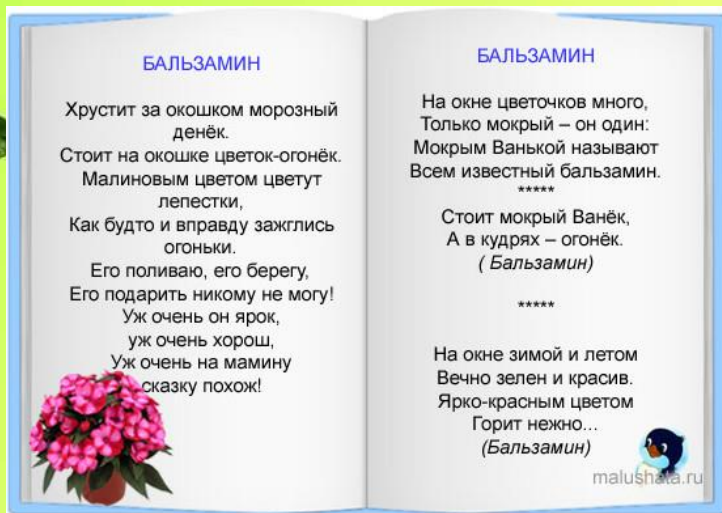 БАЛЬЗАМИН
Хрустит за окошком морозный
денёк.
Стоит на окошке цветок-огонёк.
Малиновым цветом цветут
лепестки,
Как будто и вправду зажглись
огоньки.
Его поливаю, его берегу,
Его подарить никому не могу!
Уж очень он ярок,
уж очень хорош,
Уж очень на мамину
сказку похож!
БАЛЬЗАМИН
На окне цветочков много,
Только мокрый – он один:
Мокрым Ванькой называют
Всем известный бальзамин.
*****
Стоит мокрый Ванёк,
А в кудрях – огонёк.
( Бальзамин)
*****
На окне зимой и летом
Вечно зелен и красив.
Ярко-красным цветом
Горит нежно...
(Бальзамин)
malushata.ru